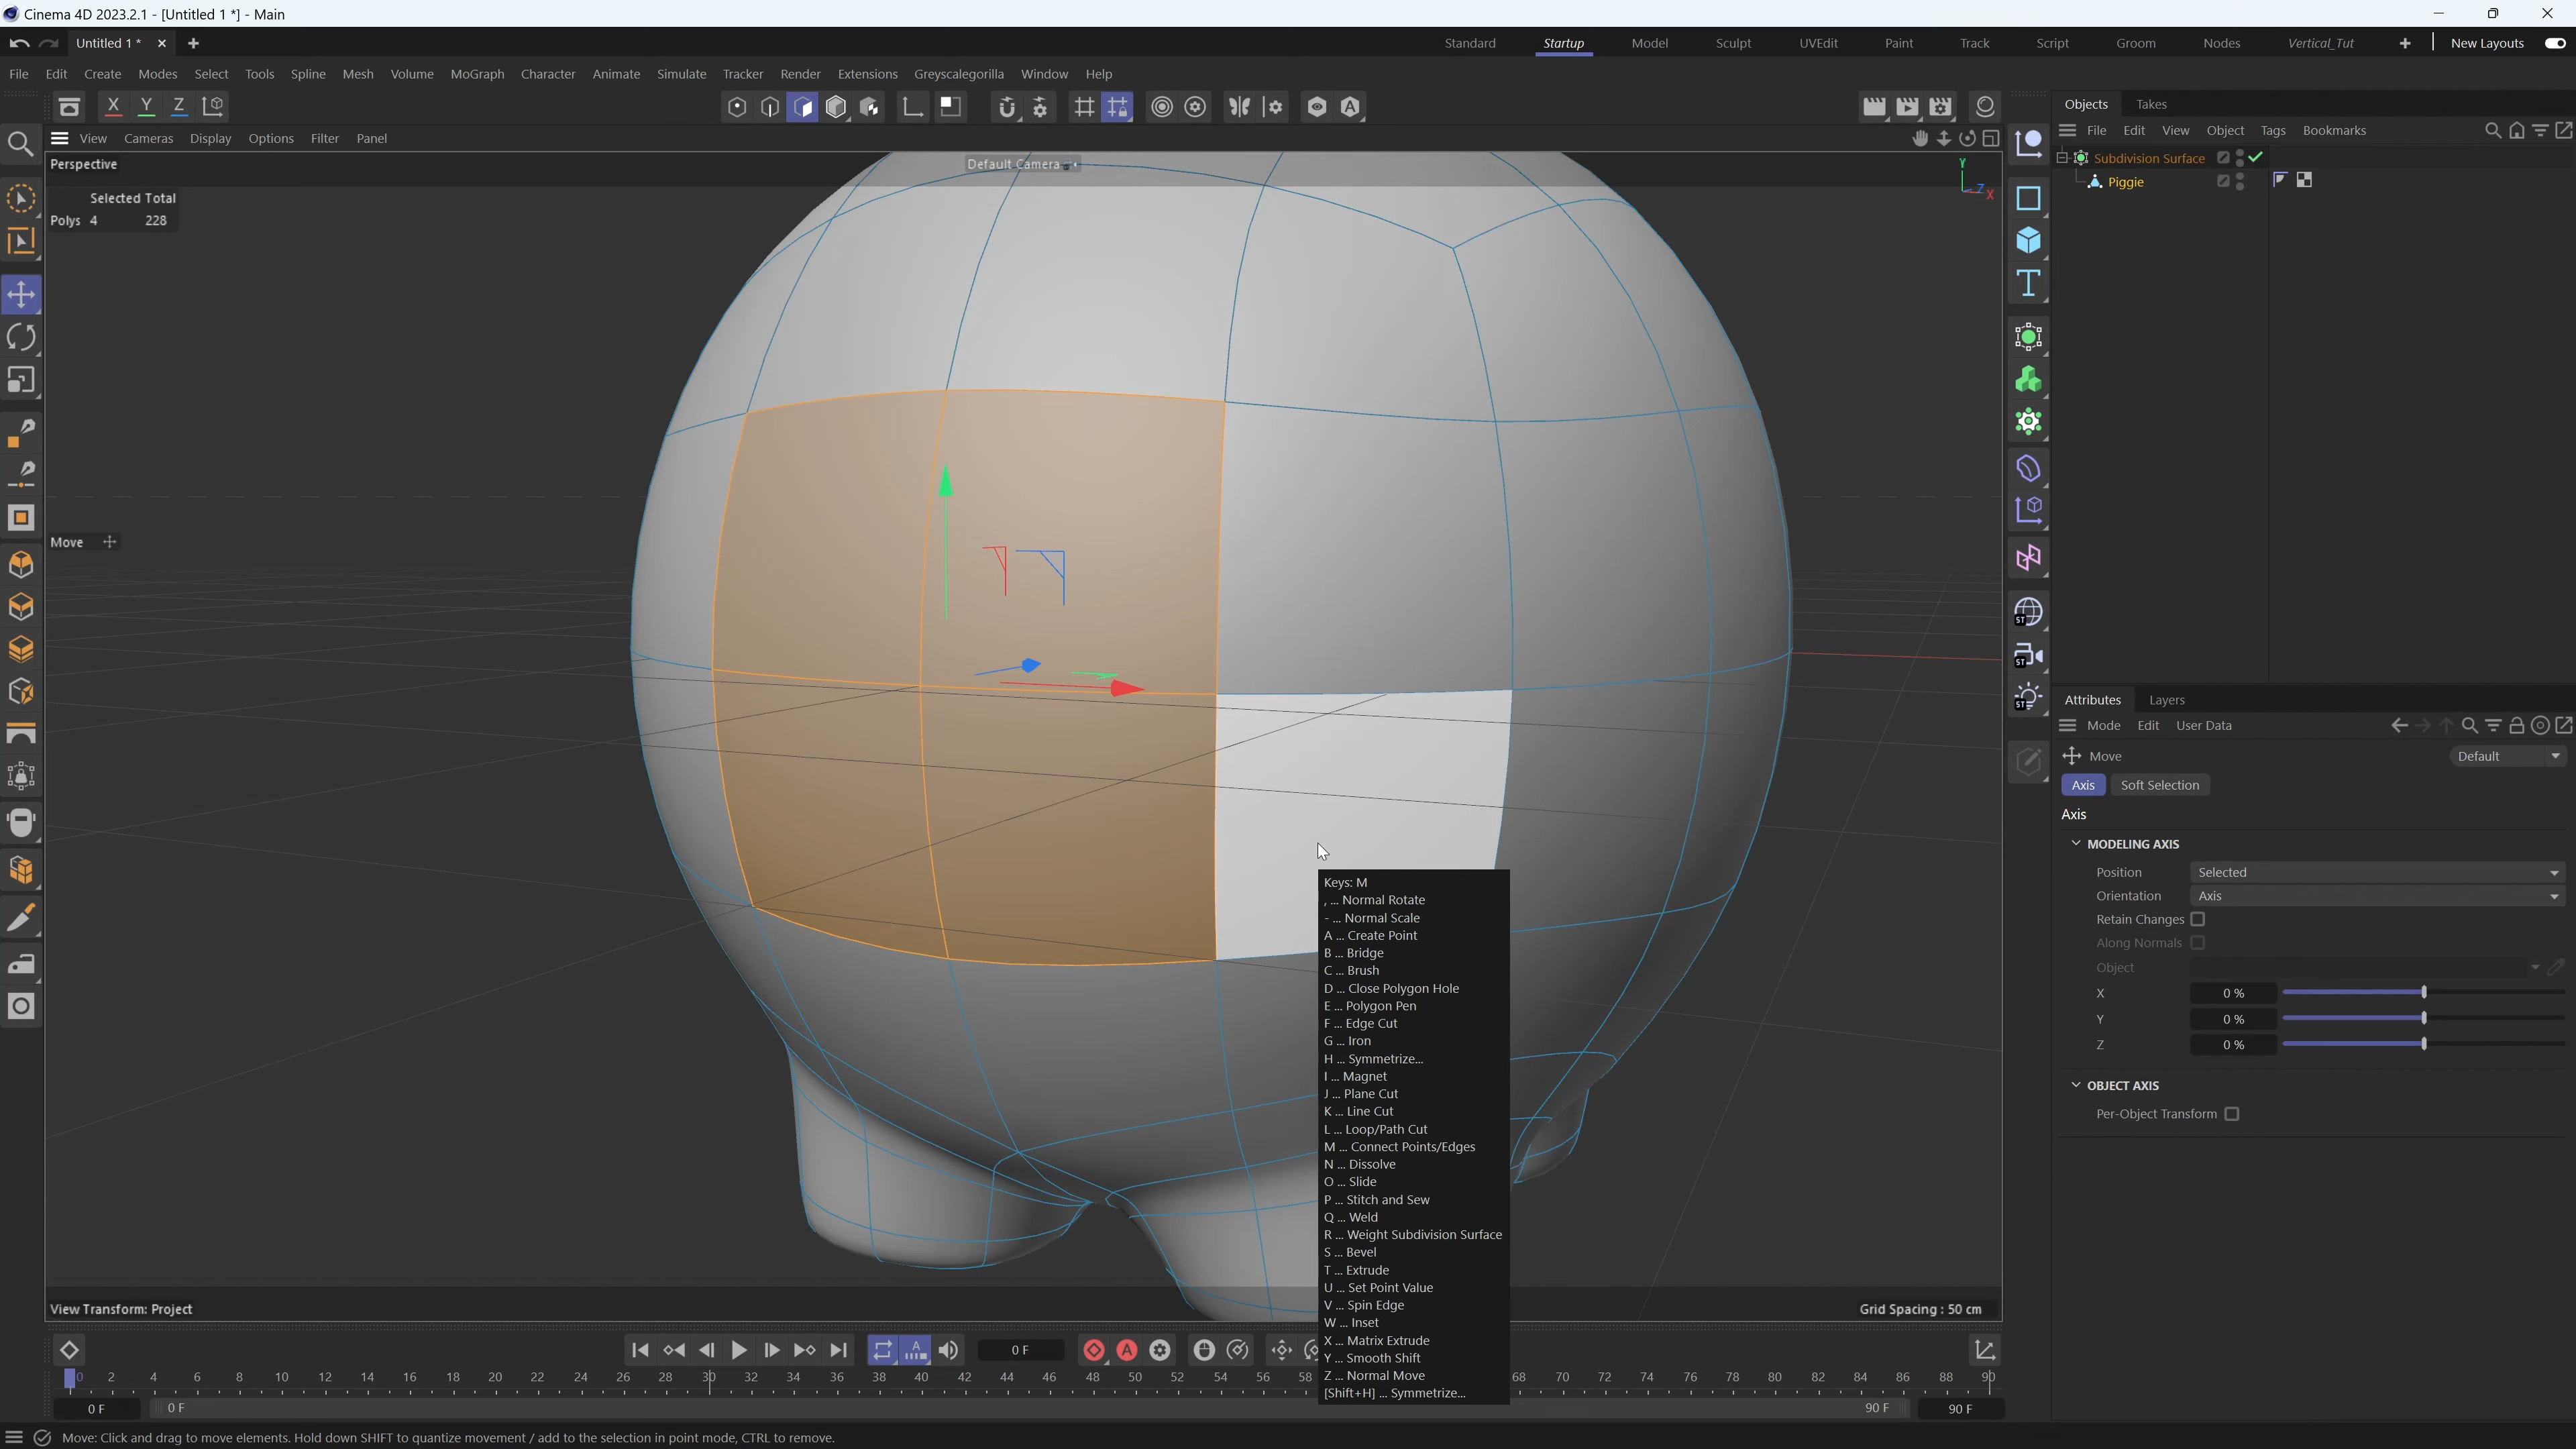 Cinema 4D 2023.2.1 - [Untitled 1 *] - Main
Untitled 1 *
Standard Startup Model Sculpt UVEdit Paint Track Script Groom Nodes Vertical_Tut New Layouts
File Edit Create Modes Select Tools Spline Mesh Volume MoGraph Character Animate Simulate Tracker Render Extensions Greyscalegorilla Window Help
X Y Z
View Cameras Display Options Filter Panel
Perspective
Default Camera
Selected Total
Polys 4 228
Y
Z
X
Move
Keys: M
, ... Normal Rotate
- ... Normal Scale
A ... Create Point
B ... Bridge
C ... Brush
D ... Close Polygon Hole
E ... Polygon Pen
F ... Edge Cut
G ... Iron
H ... Symmetrize...
I ... Magnet
J ... Plane Cut
K ... Line Cut
L ... Loop/Path Cut
M ... Connect Points/Edges
N ... Dissolve
O ... Slide
P ... Stitch and Sew
Q ... Weld
R ... Weight Subdivision Surface
S ... Bevel
T ... Extrude
U ... Set Point Value
V ... Spin Edge
W ... Inset
X ... Matrix Extrude
Y ... Smooth Shift
Z ... Normal Move
[Shift+H] ... Symmetrize...
View Transform: Project
Grid Spacing : 50 cm
Objects Takes
File Edit View Object Tags Bookmarks
Subdivision Surface
Piggie
ST
ST
ST
Attributes Layers
Mode Edit User Data
Move Default
Axis Soft Selection
Axis
MODELING AXIS
Position Selected
Orientation Axis
Retain Changes
Along Normals
Object
X 0 %
Y 0 %
Z 0 %
OBJECT AXIS
Per-Object Transform
0 F
0 2 4 6 8 10 12 14 16 18 20 22 24 26 28 30 32 34 36 38 40 42 44 46 48 50 52 54 56 58 68 70 72 74 76 78 80 82 84 86 88 90
0 F 0 F 90 F 90 F
Move: Click and drag to move elements. Hold down SHIFT to quantize movement / add to the selection in point mode, CTRL to remove.